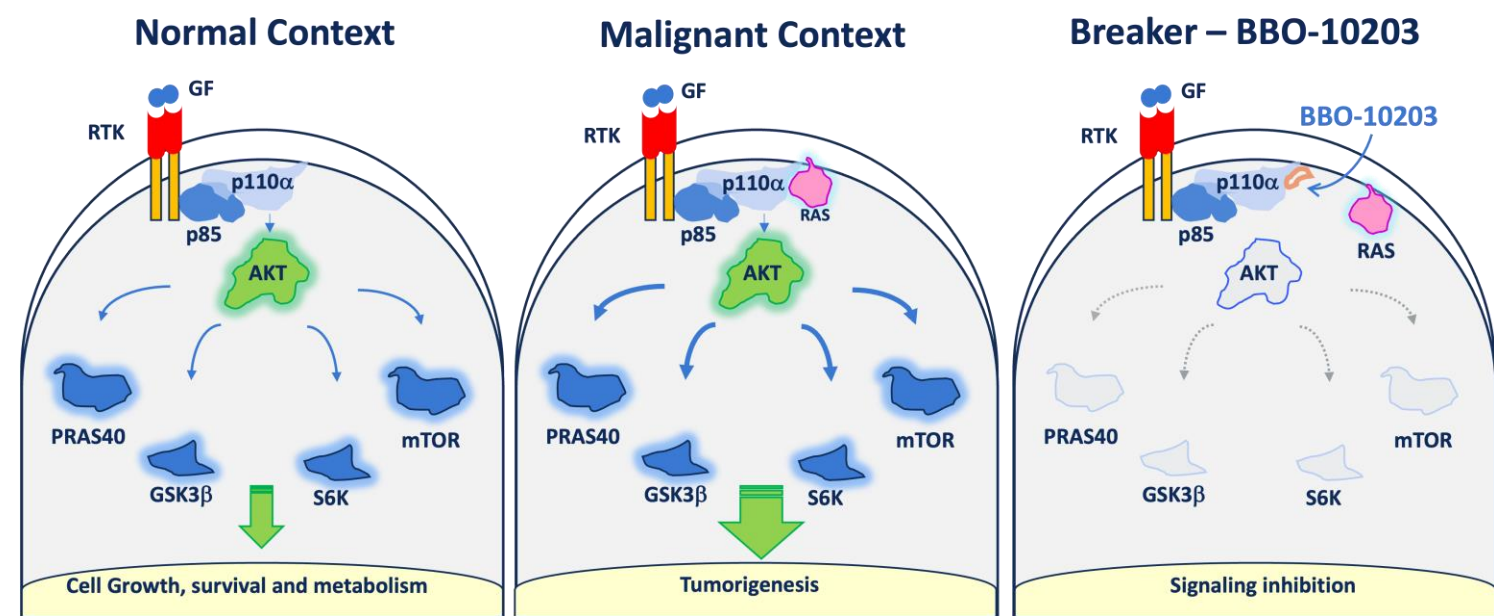 Normal Context
GF
RTK
p110α
p85
AKT
PRAS40
mTOR
GSK3β
S6K
Cell Growth, survival and metabolism
Malignant Context
GF
RTK
p110α
RAS
p85
AKT
PRAS40
mTOR
GSK3β
S6K
Tumorigenesis
Breaker – BBO-10203
GF
BBO-10203
RTK
p110α
p85
RAS
AKT
PRAS40
mTOR
GSK3β
S6K
Signaling inhibition